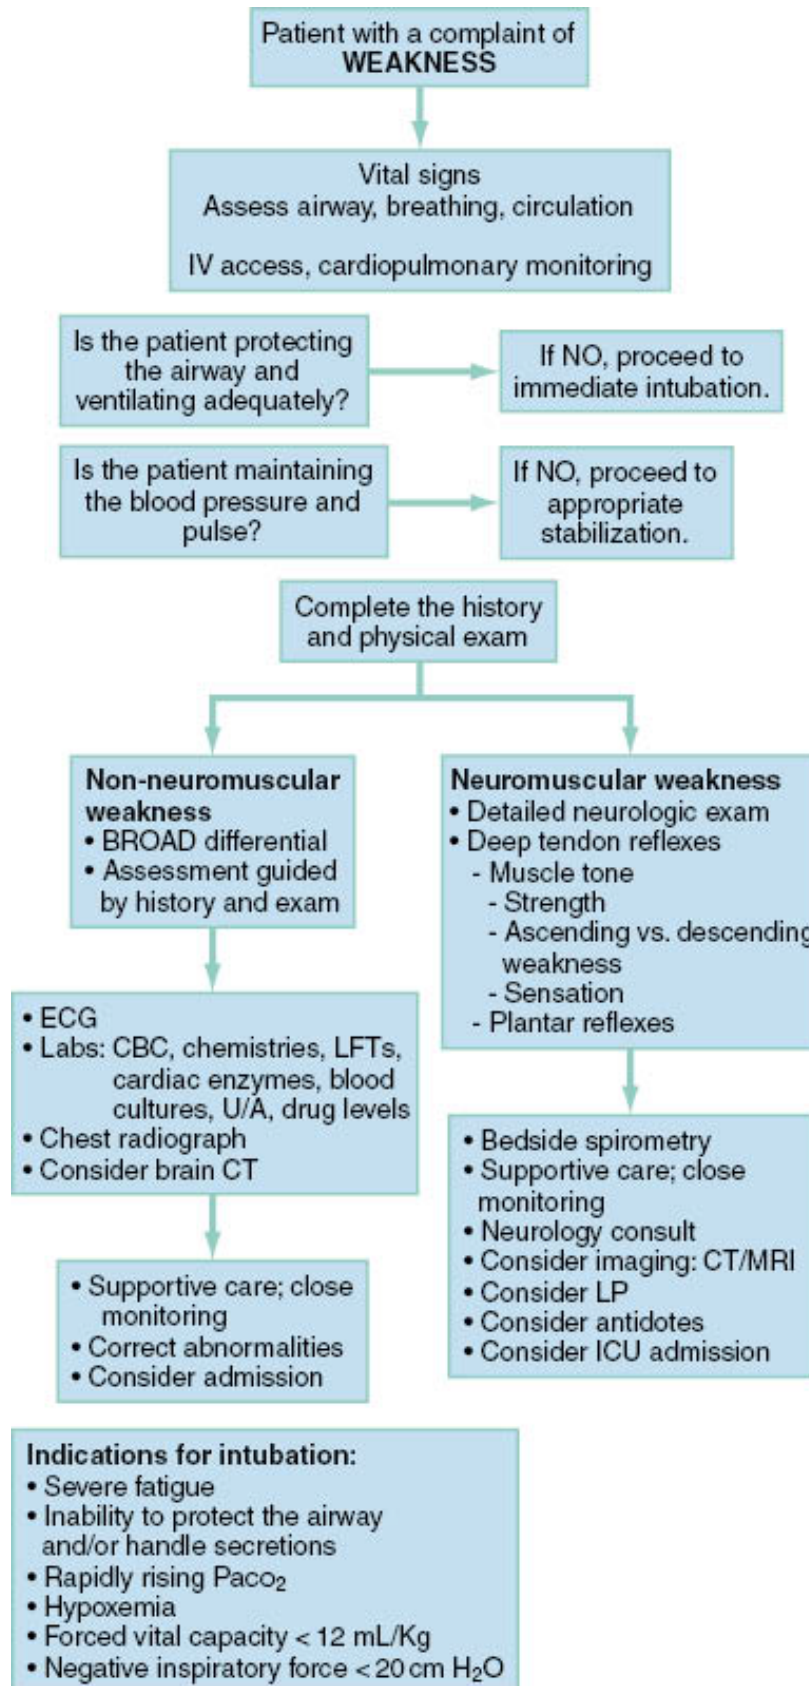 Patient with a complaint of
WEAKNESS
Vital signs
Assess airway, breathing, circulation
IV access, cardiopulmonary monitoring
Is the patient protecting
the airway and
ventilating adequately?
If NO, proceed to
immediate intubation.
Is the patient maintaining
the blood pressure and
pulse?
If NO, proceed to
appropriate
stabilization.
Complete the history
and physical exam
Non-neuromuscular
weakness
• BROAD differential
• Assessment guided
by history and exam
• ECG
• Labs: CBC, chemistries, LFTs,
cardiac enzymes, blood
cultures, U/A, drug levels
• Chest radiograph
• Consider brain CT
• Supportive care; close
monitoring
• Correct abnormalities
• Consider admission
Neuromuscular weakness
• Detailed neurologic exam
• Deep tendon reflexes
- Muscle tone
- Strength
- Ascending vs. descending
weakness
- Sensation
- Plantar reflexes
• Bedside spirometry
• Supportive care; close
monitoring
• Neurology consult
• Consider imaging: CT/MRI
• Consider LP
• Consider antidotes
• Consider ICU admission
Indications for intubation:
• Severe fatigue
• Inability to protect the airway
and/or handle secretions
• Rapidly rising Paco₂
• Hypoxemia
• Forced vital capacity < 12 mL/Kg
• Negative inspiratory force < 20 cm H₂O